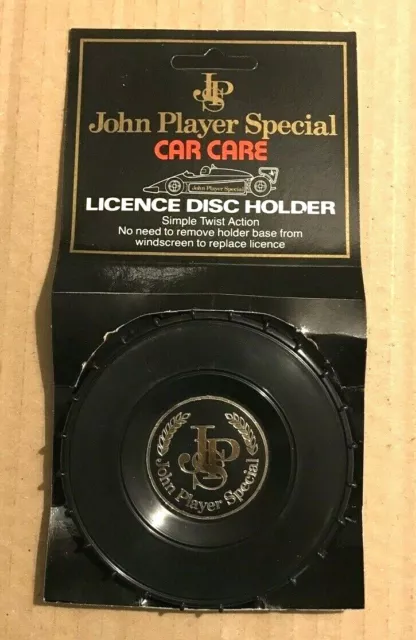 JPS
John Player Special
CAR CARE
John Player Special
LICENCE DISC HOLDER
Simple Twist Action
No need to remove holder base from
windscreen to replace licence
JPS
John Player Special